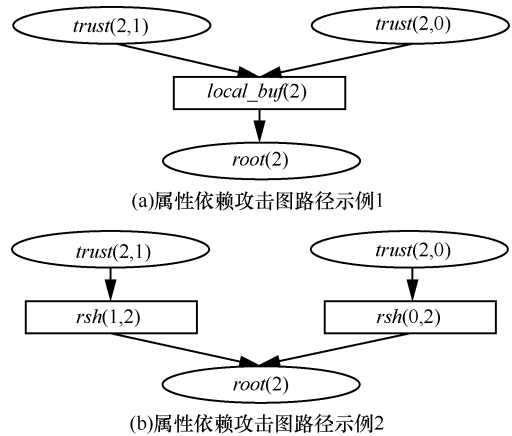 trust(2,1) trust(2,0)
local_buf(2)
root(2)
(a)属性依赖攻击图路径示例1
trust(2,1) trust(2,0)
rsh(1,2) rsh(0,2)
root(2)
(b)属性依赖攻击图路径示例2